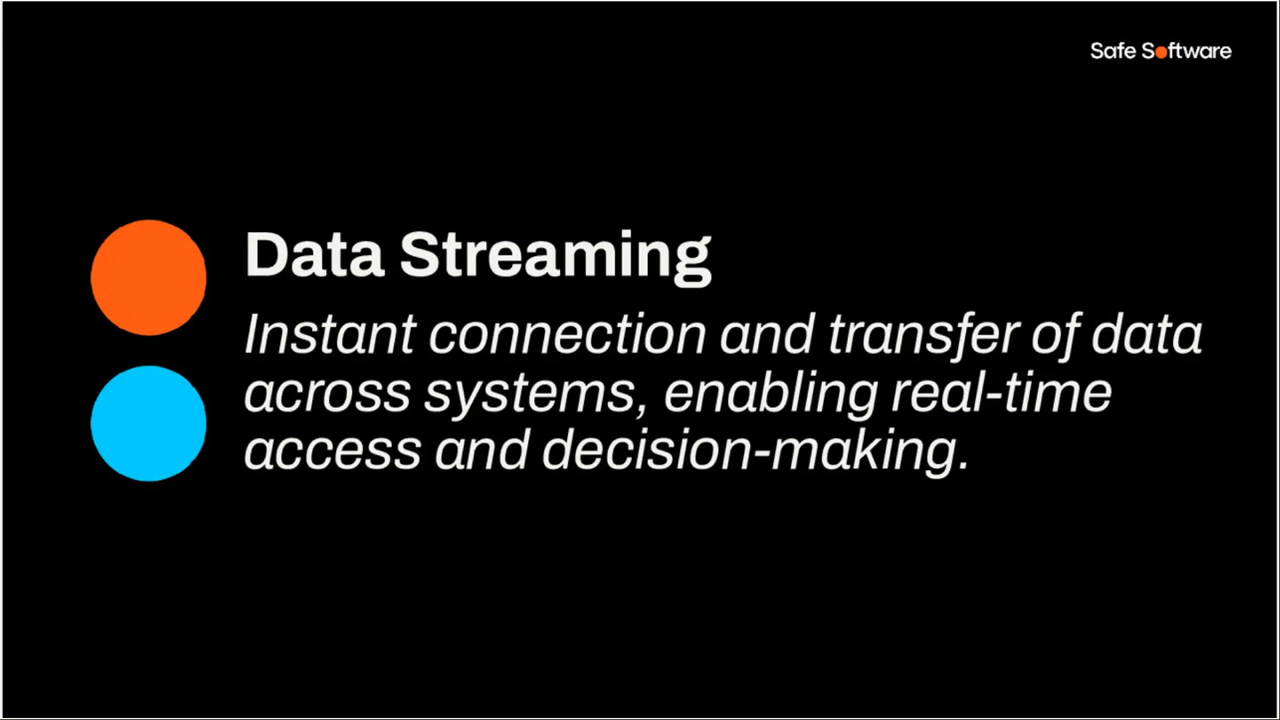 Safe Software
Data Streaming
Instant connection and transfer of data
across systems, enabling real-time
access and decision-making.